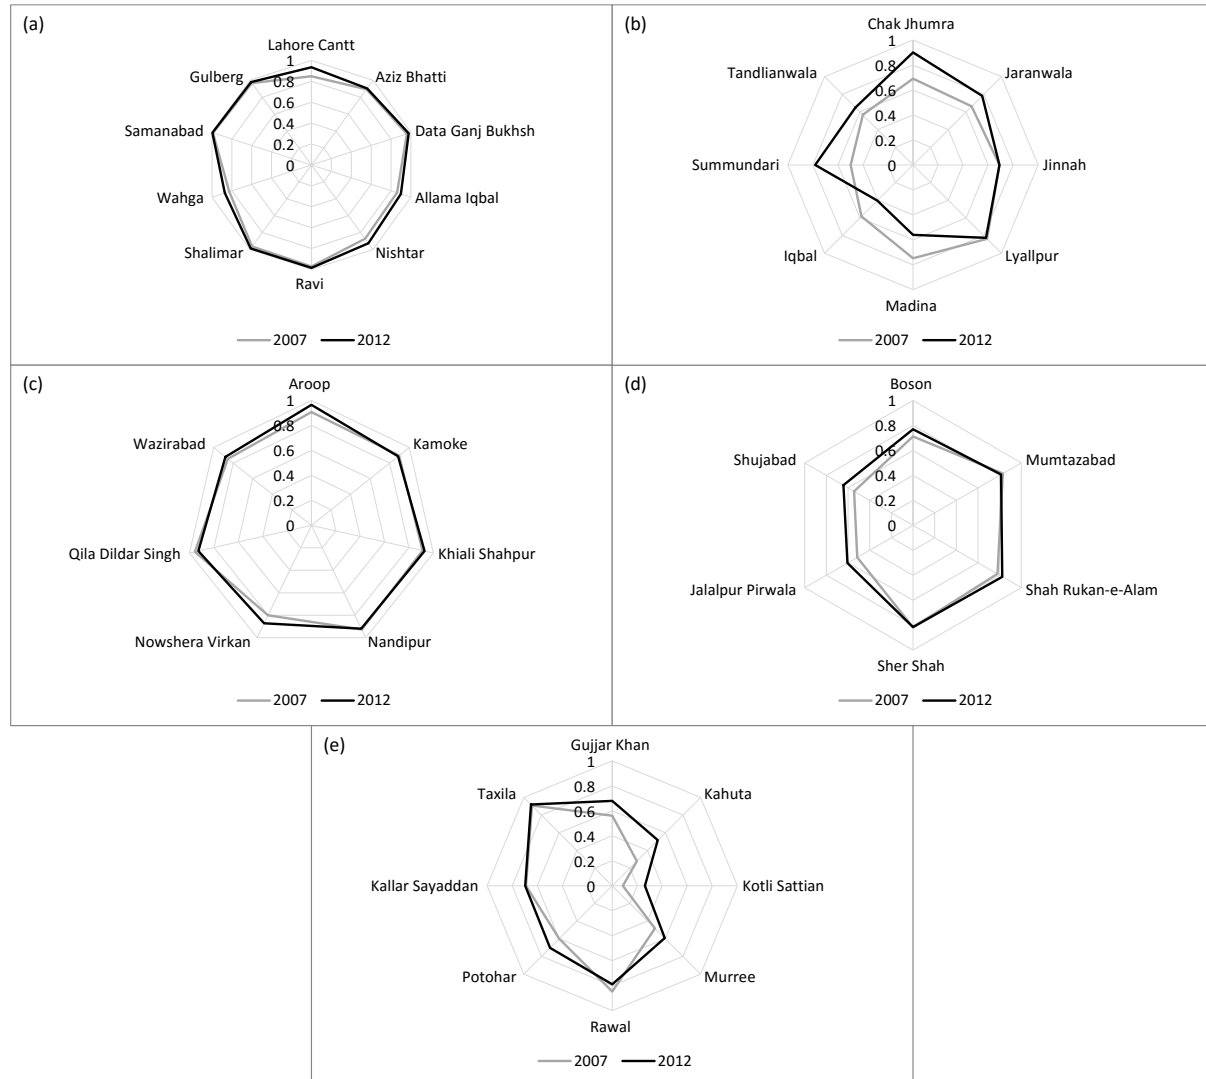 (a)
Lahore Cantt
Aziz Bhatti
Data Ganj Bukhsh
Allama Iqbal
Nishtar
Ravi
Shalimar
Wahga
Samanabad
Gulberg
1
0.8
0.6
0.4
0.2
0
2007 2012
(b)
Chak Jhumra
Jaranwala
Jinnah
Lyallpur
Madina
Iqbal
Summundari
Tandlianwala
1
0.8
0.6
0.4
0.2
0
2007 2012
(c)
Aroop
Kamoke
Khiali Shahpur
Nandipur
Nowshera Virkan
Qila Dildar Singh
Wazirabad
1
0.8
0.6
0.4
0.2
0
2007 2012
(d)
Boson
Mumtazabad
Shah Rukan-e-Alam
Sher Shah
Jalalpur Pirwala
Shujabad
1
0.8
0.6
0.4
0.2
0
2007 2012
(e)
Gujjar Khan
Kahuta
Kotli Sattian
Murree
Rawal
Potohar
Kallar Sayaddan
Taxila
1
0.8
0.6
0.4
0.2
0
2007 2012